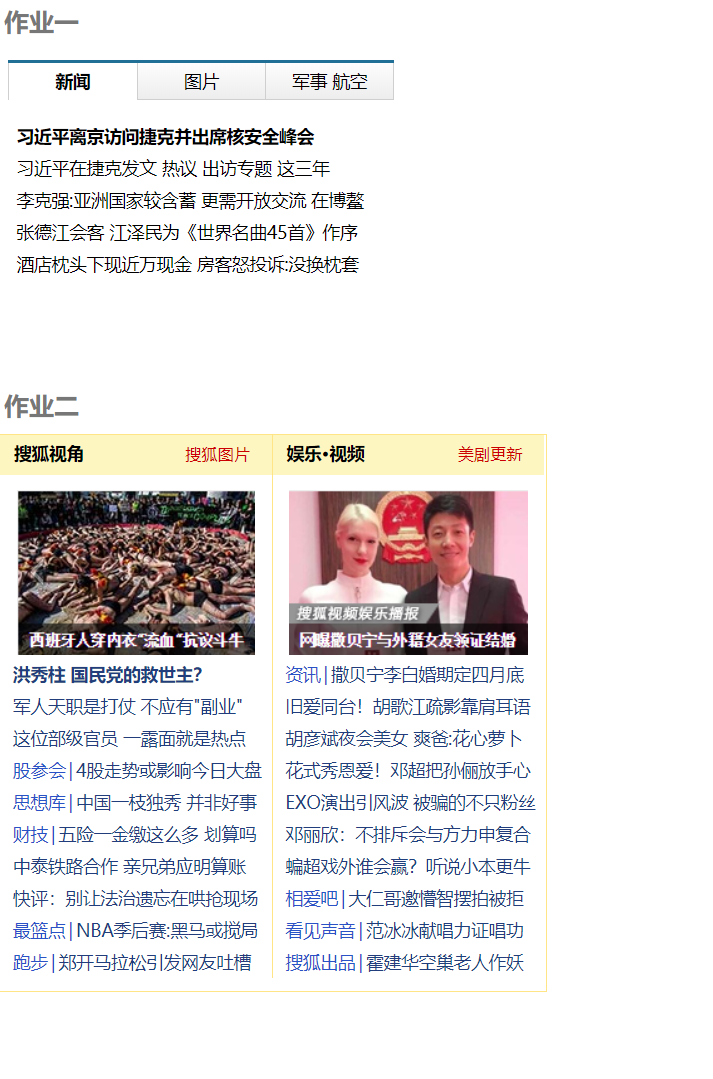 作业一
新闻 图片 军事 航空
习近平离京访问捷克并出席核安全峰会
习近平在捷克发文 热议 出访专题 这三年
李克强:亚洲国家较含蓄 更需开放交流 在博鳌
张德江会客 江泽民为《世界名曲45首》作序
酒店枕头下现近万现金 房客怒投诉:没换枕套
作业二
搜狐视角 搜狐图片
西班牙人穿内衣"流血"抗议斗牛
洪秀柱 国民党的救世主?
军人天职是打仗 不应有"副业"
这位部级官员 一露面就是热点
股参会|4股走势或影响今日大盘
思想库|中国一枝独秀 并非好事
财技|五险一金缴这么多 划算吗
中泰铁路合作 亲兄弟应明算账
快评：别让法治遗忘在哄抢现场
最篮点|NBA季后赛:黑马或搅局
跑步|郑开马拉松引发网友吐槽
娱乐·视频 美剧更新
搜狐视频娱乐播报
网曝撒贝宁与外籍女友领证结婚
资讯|撒贝宁李白婚期定四月底
旧爱同台！胡歌江疏影靠肩耳语
胡彦斌夜会美女 爽爸:花心萝卜
花式秀恩爱！邓超把孙俪放手心
EXO演出引风波 被骗的不只粉丝
邓丽欣：不排斥会与方力申复合
蝙超戏外谁会赢？听说小本更牛
相爱吧|大仁哥邀懵智摆拍被拒
看见声音|范冰冰献唱力证唱功
搜狐出品|霍建华空巢老人作妖